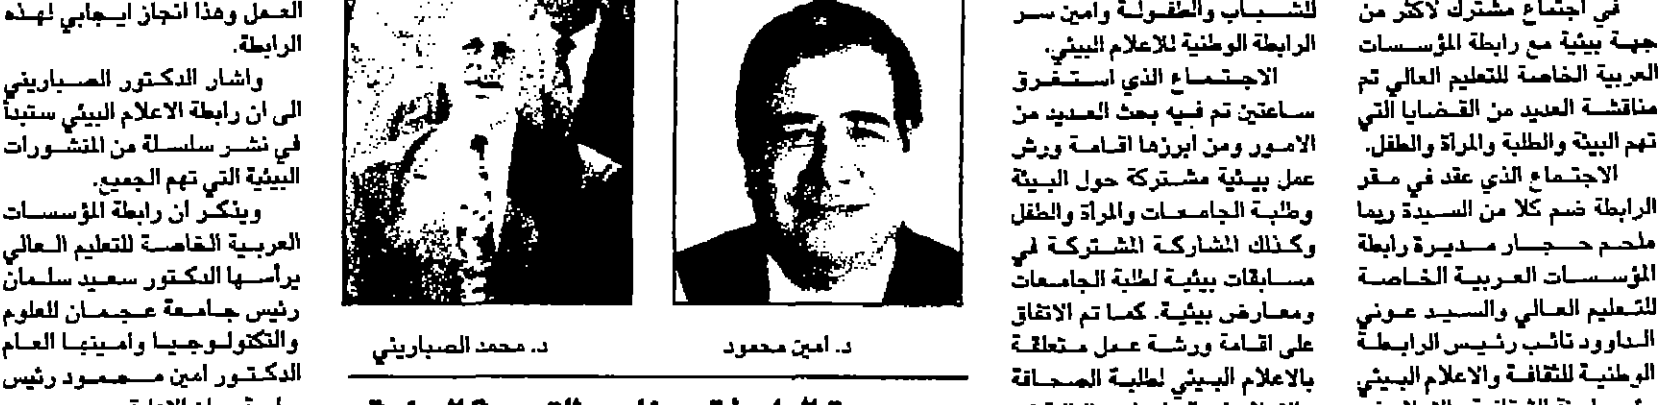 في اجتماع مشترك لاكثر من
جهة بيئية مع رابطة المؤسسات
العربية الخاصة للتعليم العالي تم
مناقشة العديد من القضايا التي
تهم البيئة والطلبة والمرأة والطفل.
الاجتماع الذي عقد في مقر
الرابطة ضم كلا من السيدة ريما
ملحم حجار مديرة رابطة
المؤسسات العربية الخاصة
للتعليم العالي والسيد عوني
الداوود نائب رئيس الرابطة
الوطنية للثقافة والاعلام البيئي
للشباب والطفولة وامين سر
الرابطة الوطنية للاعلام البيئي.
الاجتماع الذي استغرق
ساعتين تم فيه بحث العديد من
الامور ومن ابرزها اقامة ورش
عمل بيئية مشتركة حول البيئة
وطلبة الجامعات والمراة والطفل
وكذلك المشاركة المشتركة في
مسابقات بيئية لطلبة الجامعات
ومعارض بيئية. كما تم الاتفاق
على اقامة ورشة عمل متعلقة
بالاعلام البيئي لطلبة الصحافة
د. امين محمود
د. محمد الصباريني
العمل وهذا انجاز ايجابي لهذه
الرابطة.
واشار الدكتور الصباريني
الى ان رابطة الاعلام البيئي ستبدأ
في نشر سلسلة من المنشورات
البيئية التي تهم الجميع.
ويذكر ان رابطة المؤسسات
العربية الخاصة للتعليم العالي
يرأسها الدكتور سعيد سلمان
رئيس جامعة عجمان للعلوم
والتكنولوجيا وامينها العام
الدكتور امين محمود رئيس